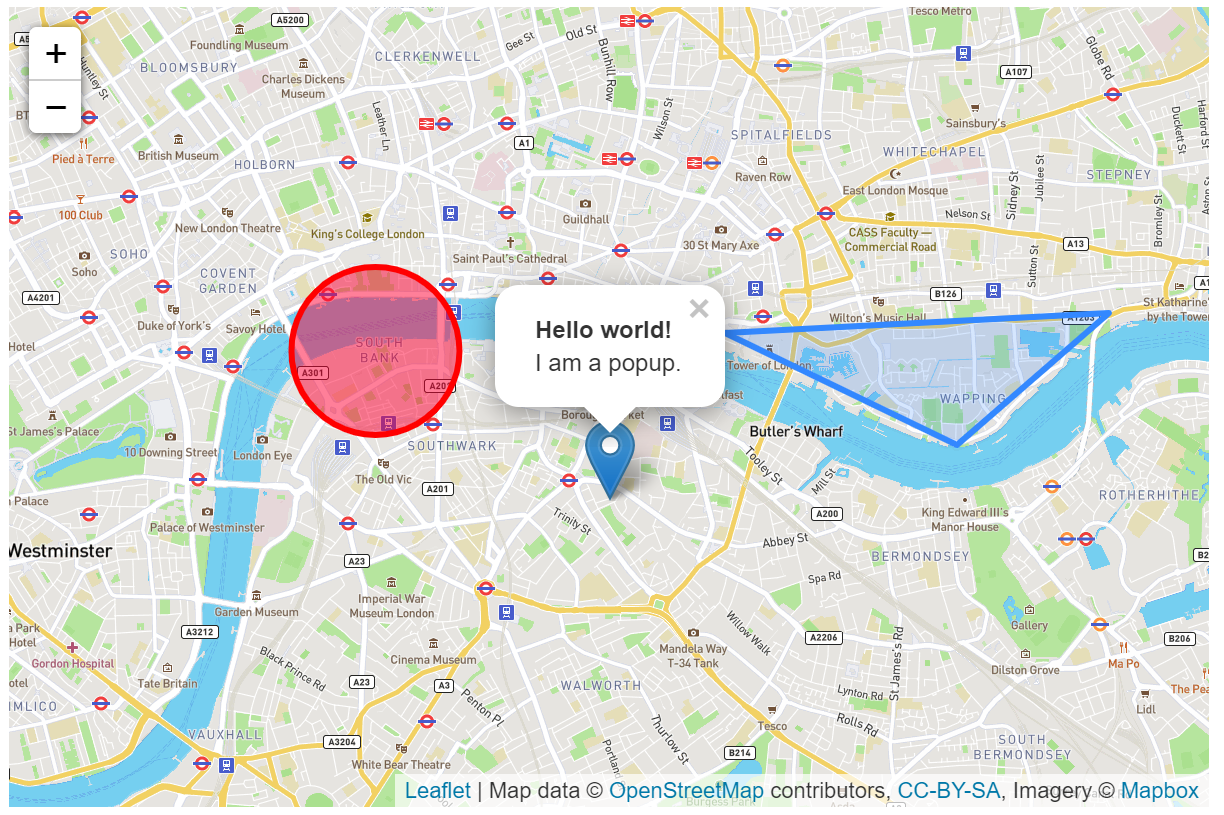 A5200
Tesco Metro
+
Foundling Museum
Gee St
Old St
Bunhill Row
Globe Rd
BLOOMSBURY
CLERKENWELL
A107
Huntley St
Charles Dickens
Museum
−
Leather Ln
Wilson St
Sainsbury's
Duckett St
Harford St
SPITALFIELDS
A1
WHITECHAPEL
Pied à Terre
British Museum
HOLBORN
Raven Row
Jubilee St
STEPNEY
Sidney St
East London Mosque
100 Club
New London Theatre
King's College London
Guildhall
Nelson St
Bromley St
30 St Mary Axe
CASS Faculty —
Commercial Road
A13
SOHO
Soho
Saint Paul's Cathedral
Sutton St
COVENT
GARDEN
A4201
B126
St Katharine'
by the Tower
Duke of York's
Savoy Hotel
Wilton's Music Hall
A1203
×
Hello world!
I am a popup.
Hotel
SOUTH
BANK
A301
Tower of London
WAPPING
Borough Market
St James's Palace
Butler's Wharf
10 Downing Street
London Eye
SOUTHWARK
Tooley St
Mill St
The Old Vic
A201
Palace
ROTHERHITHE
Palace of Westminster
Trinity St
A200
King Edward III's
Manor House
Abbey St
Westminster
BERMONDSEY
A23
Spa Rd
Imperial War
Museum London
Garden Museum
Gallery
Willow Walk
A3212
a Park
Hotel
A2206
B206
Gordon Hospital
Cinema Museum
Mandela Way
T-34 Tank
St James's Rd
Dilston Grove
Ma Po
Black Prince Rd
Tate Britain
A23
A3
WALWORTH
Lynton Rd
The Pea
Penton Pl
Lidl
Tesco
Rolls Rd
VAUXHALL
A3204
Thurlow St
SOUTH
BERMONDSEY
White Bear Theatre
Portland
B214
Leaflet | Map data © OpenStreetMap contributors, CC-BY-SA, Imagery © Mapbox